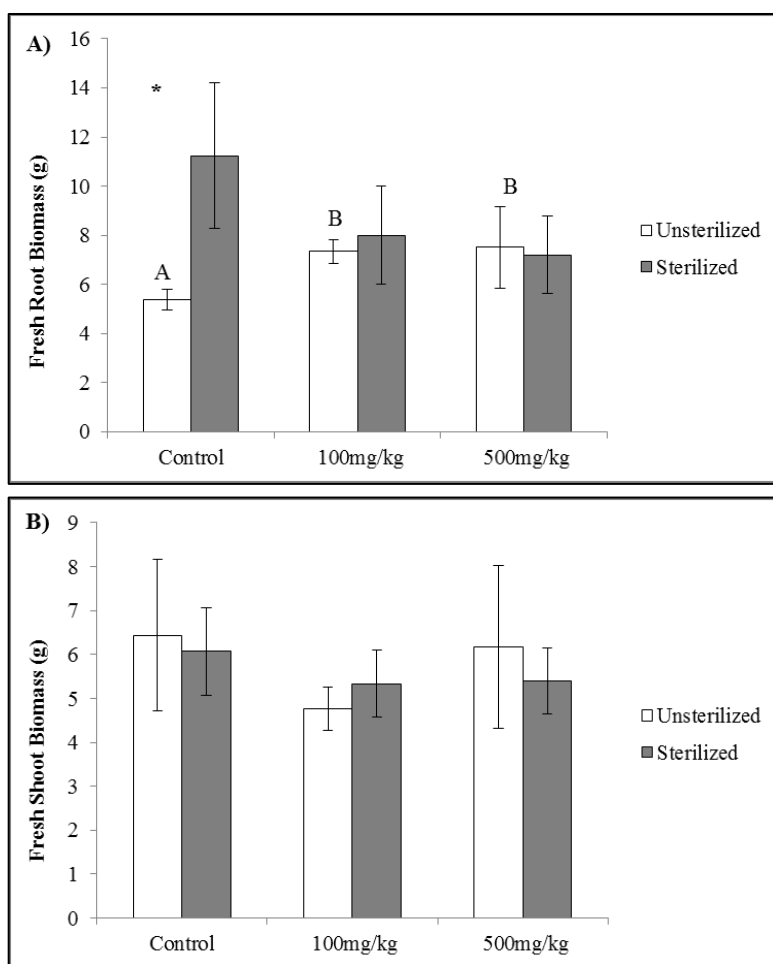 A)
Fresh Root Biomass (g)
16
14
12
10
8
6
4
2
0
*
A
B
B
Control 100mg/kg 500mg/kg
Unsterilized
Sterilized
B)
Fresh Shoot Biomass (g)
9
8
7
6
5
4
3
2
1
0
Control 100mg/kg 500mg/kg
Unsterilized
Sterilized